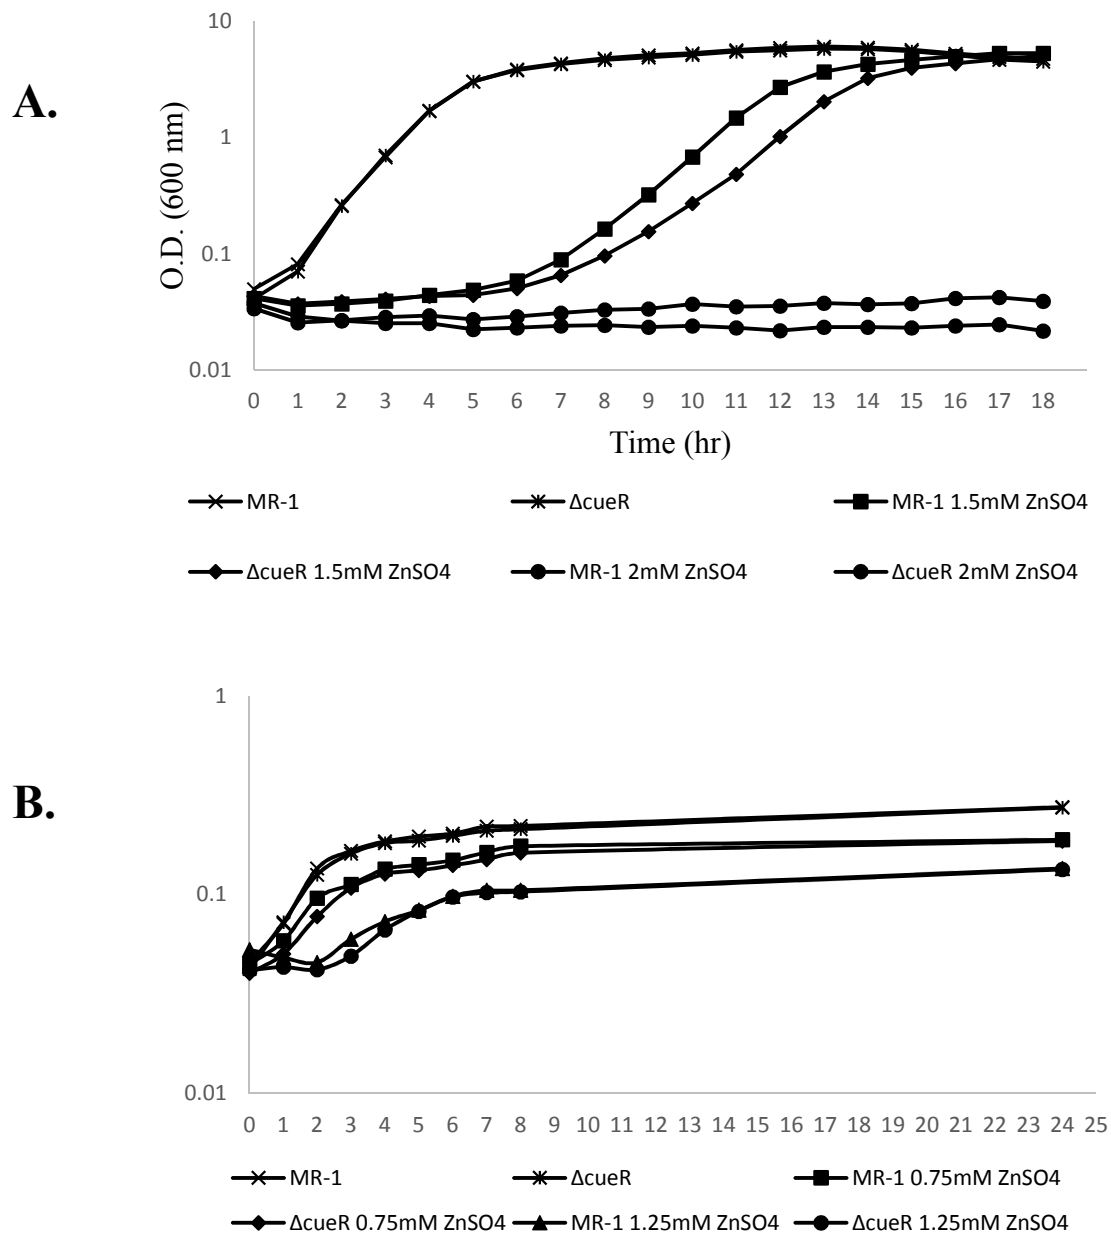 A.
O.D. (600 nm)
10
1
0.1
0.01
0 1 2 3 4 5 6 7 8 9 10 11 12 13 14 15 16 17 18
Time (hr)
MR-1 ΔcueR MR-1 1.5mM ZnSO4
ΔcueR 1.5mM ZnSO4 MR-1 2mM ZnSO4 ΔcueR 2mM ZnSO4
B.
1
0.1
0.01
0 1 2 3 4 5 6 7 8 9 10 11 12 13 14 15 16 17 18 19 20 21 22 23 24 25
MR-1 ΔcueR MR-1 0.75mM ZnSO4
ΔcueR 0.75mM ZnSO4 MR-1 1.25mM ZnSO4 ΔcueR 1.25mM ZnSO4